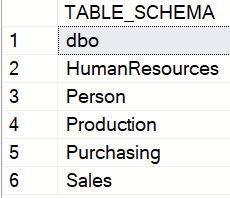 TABLE_SCHEMA
1 dbo
2 HumanResources
3 Person
4 Production
5 Purchasing
6 Sales